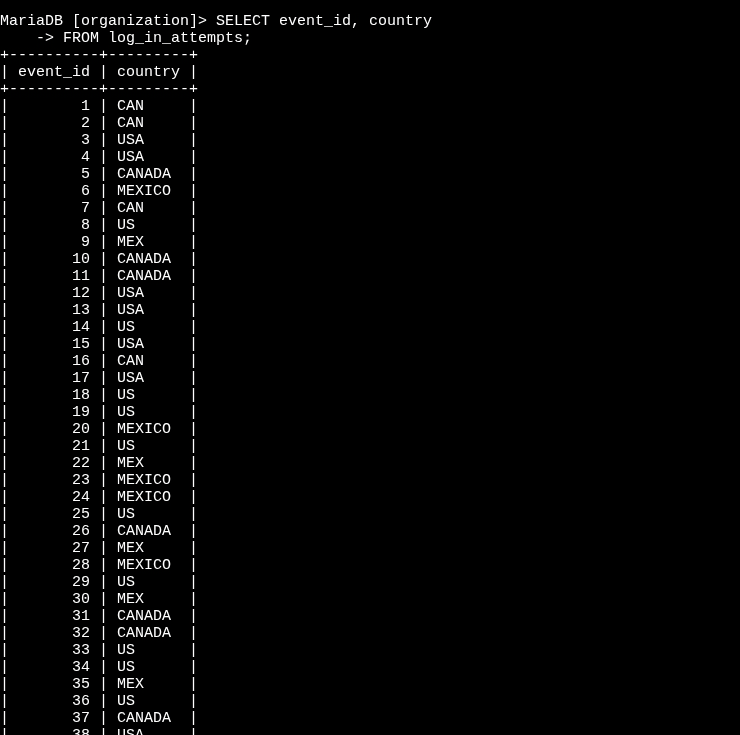 MariaDB [organization]> SELECT event_id, country
    -> FROM log_in_attempts;
+----------+---------+
| event_id | country |
+----------+---------+
|        1 | CAN     |
|        2 | CAN     |
|        3 | USA     |
|        4 | USA     |
|        5 | CANADA  |
|        6 | MEXICO  |
|        7 | CAN     |
|        8 | US      |
|        9 | MEX     |
|       10 | CANADA  |
|       11 | CANADA  |
|       12 | USA     |
|       13 | USA     |
|       14 | US      |
|       15 | USA     |
|       16 | CAN     |
|       17 | USA     |
|       18 | US      |
|       19 | US      |
|       20 | MEXICO  |
|       21 | US      |
|       22 | MEX     |
|       23 | MEXICO  |
|       24 | MEXICO  |
|       25 | US      |
|       26 | CANADA  |
|       27 | MEX     |
|       28 | MEXICO  |
|       29 | US      |
|       30 | MEX     |
|       31 | CANADA  |
|       32 | CANADA  |
|       33 | US      |
|       34 | US      |
|       35 | MEX     |
|       36 | US      |
|       37 | CANADA  |
|       38 | USA     |